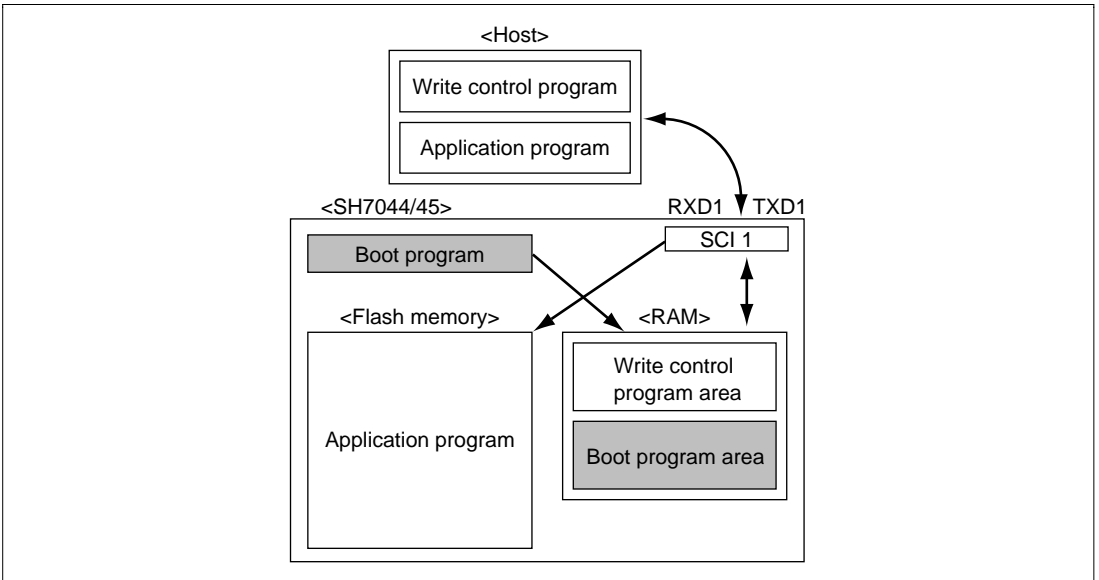 <Host>
Write control program
Application program
<SH7044/45>
RXD1
TXD1
SCI 1
Boot program
<Flash memory>
<RAM>
Write control
program area
Application program
Boot program area